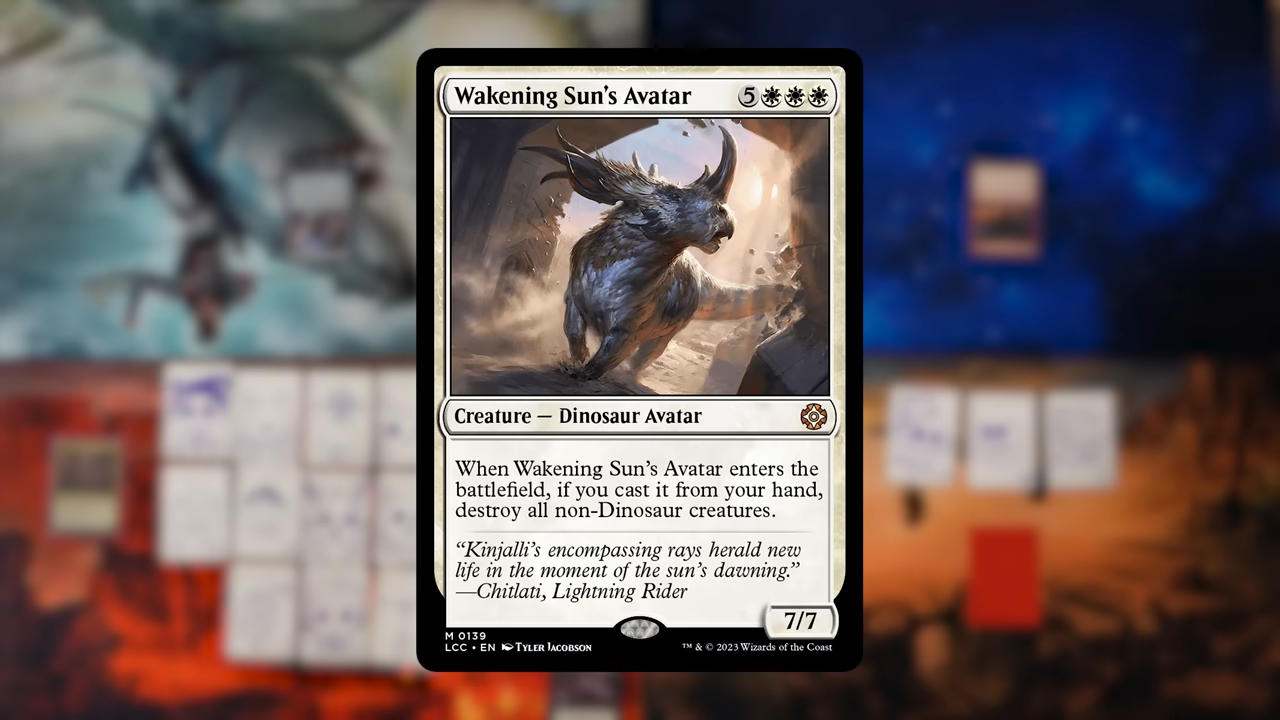 Wakening Sun's Avatar 5
Creature — Dinosaur Avatar
When Wakening Sun's Avatar enters the
battlefield, if you cast it from your hand,
destroy all non-Dinosaur creatures.
“Kinjalli's encompassing rays herald new
life in the moment of the sun's dawning.”
—Chitlati, Lightning Rider
7/7
M 0139
LCC • EN Tyler Jacobson
™ & © 2023 Wizards of the Coast